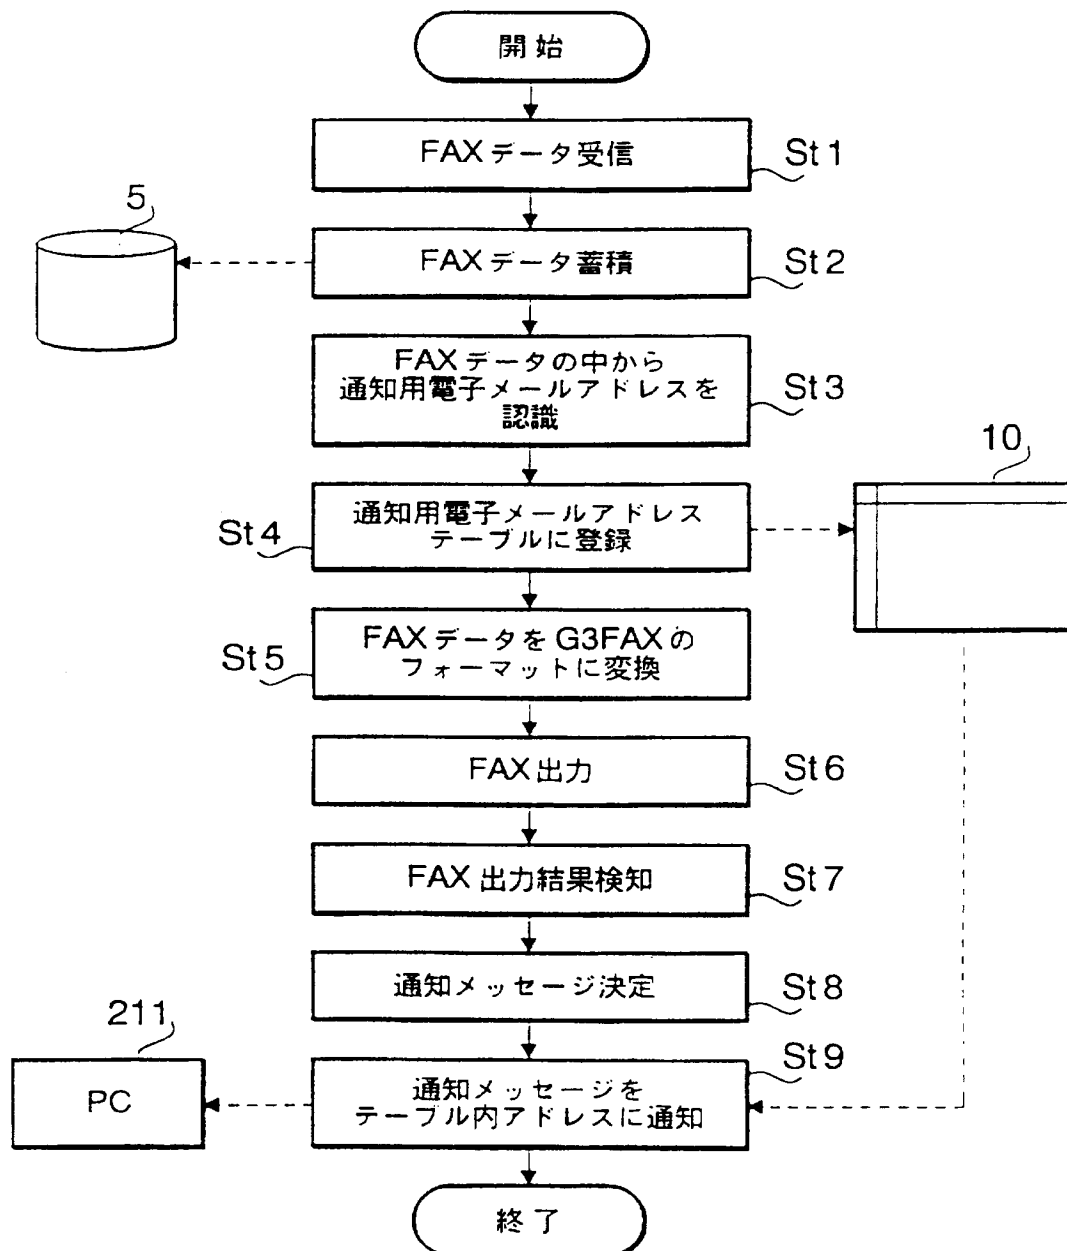 開始
FAXデータ受信
St1
5
FAXデータ蓄積
St2
FAXデータの中から
通知用電子メールアドレスを
認識
St3
10
通知用電子メールアドレス
テーブルに登録
St4
FAXデータをG3FAXの
フォーマットに変換
St5
FAX出力
St6
FAX出力結果検知
St7
通知メッセージ決定
St8
211
PC
通知メッセージを
テーブル内アドレスに通知
St9
終了